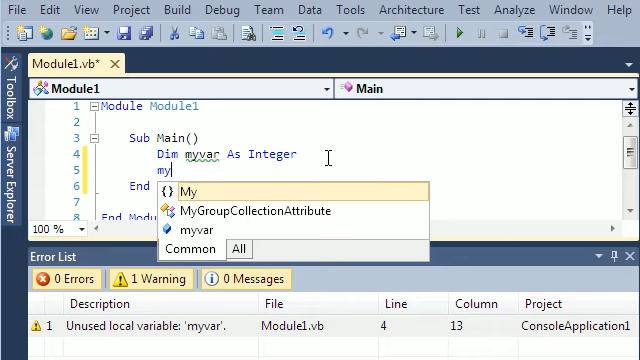 File Edit View Project Build Debug Team Data Tools Architecture Test Analyze Window Help
Module1.vb*
Module1 Main
Toolbox
1 Module Module1
2
3 Sub Main()
4 Dim myvar As Integer
5 my
6 End
My
7
MyGroupCollectionAttribute
8 End Modul
myvar
100 %
Common All
Error List
0 Errors 1 Warning 0 Messages
Description File Line Column Project
1 Unused local variable: 'myvar'. Module1.vb 4 13 ConsoleApplication1